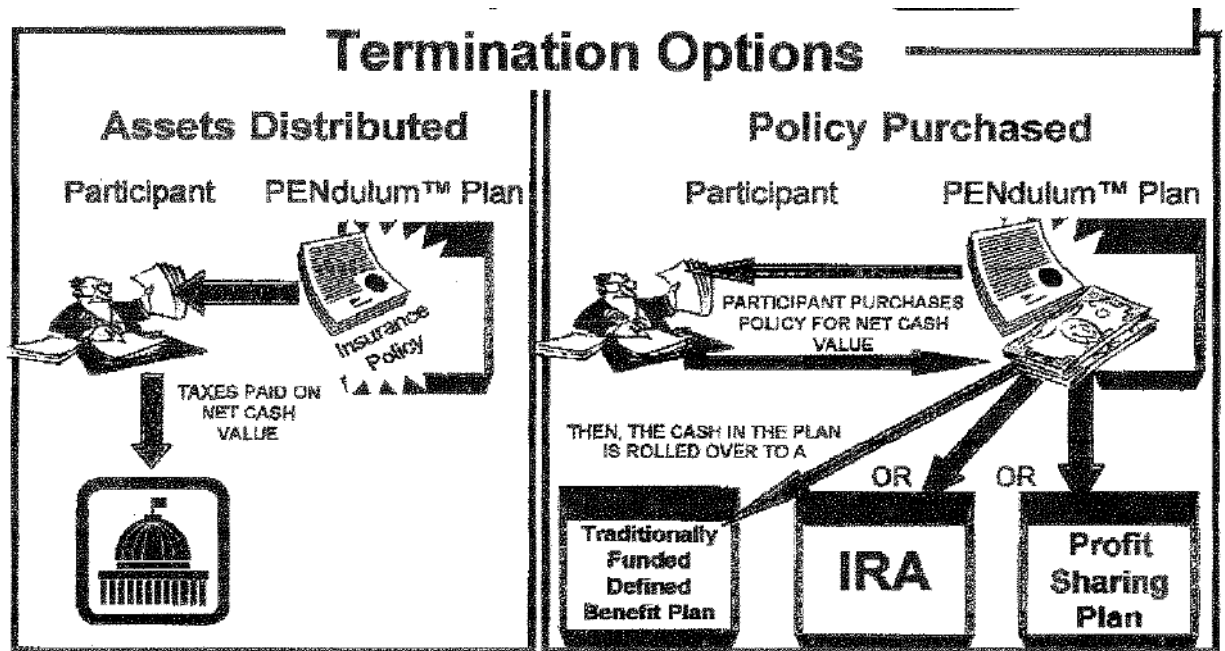 Termination Options
Assets Distributed
Participant
PENdulum™ Plan
Insurance
Policy
TAXES PAID ON
NET CASH
VALUE
Policy Purchased
Participant
PENdulum™ Plan
PARTICIPANT PURCHASES
POLICY FOR NET CASH
VALUE
THEN, THE CASH IN THE PLAN
IS ROLLED OVER TO A
OR
OR
Traditionally
Funded
Defined
Benefit Plan
IRA
Profit
Sharing
Plan